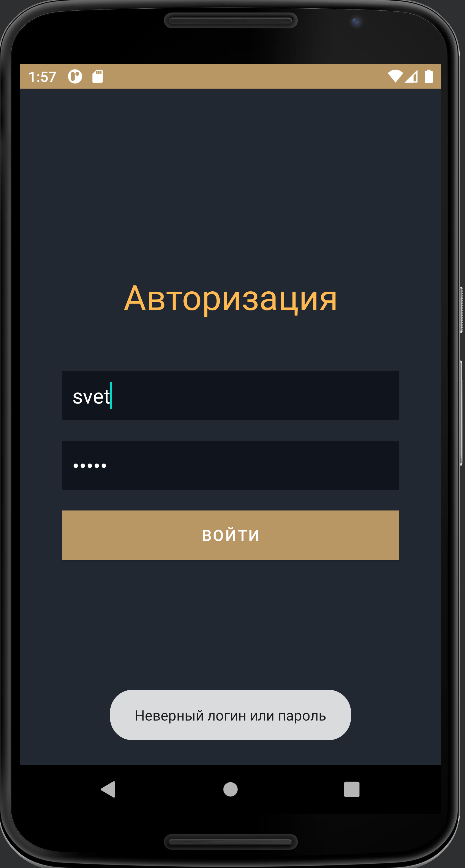 1:57
Авторизация
svet
•••••
ВОЙТИ
Неверный логин или пароль